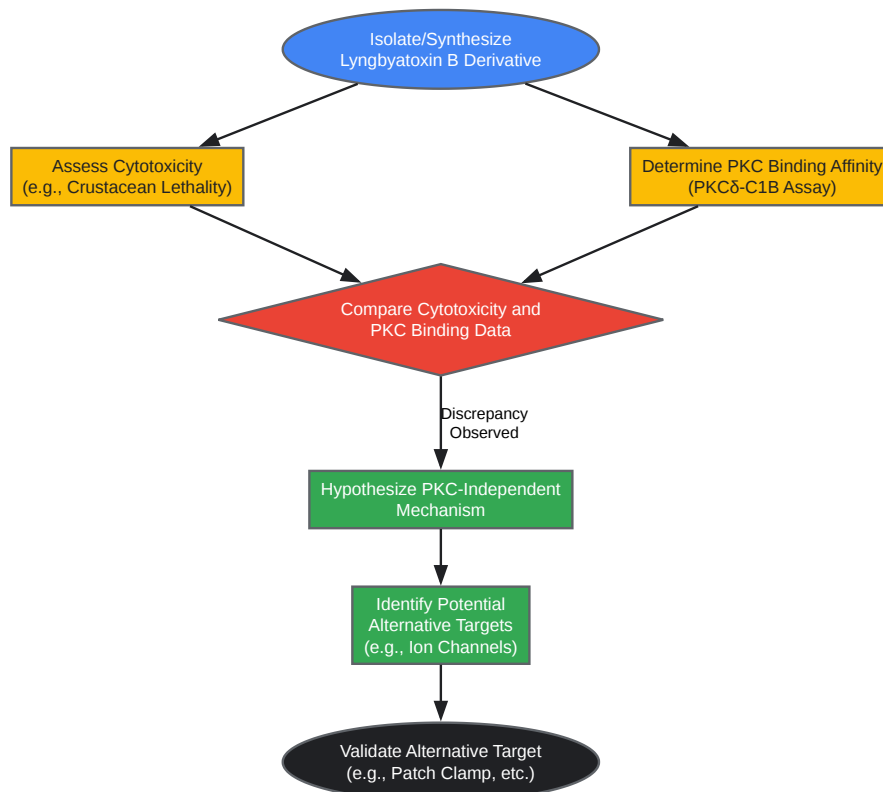 Isolate/Synthesize
Lyngbyatoxin B Derivative
Assess Cytotoxicity
(e.g., Crustacean Lethality)
Determine PKC Binding Affinity
(PKCδ-C1B Assay)
Compare Cytotoxicity and
PKC Binding Data
Discrepancy
Observed
Hypothesize PKC-Independent
Mechanism
Identify Potential
Alternative Targets
(e.g., Ion Channels)
Validate Alternative Target
(e.g., Patch Clamp, etc.)